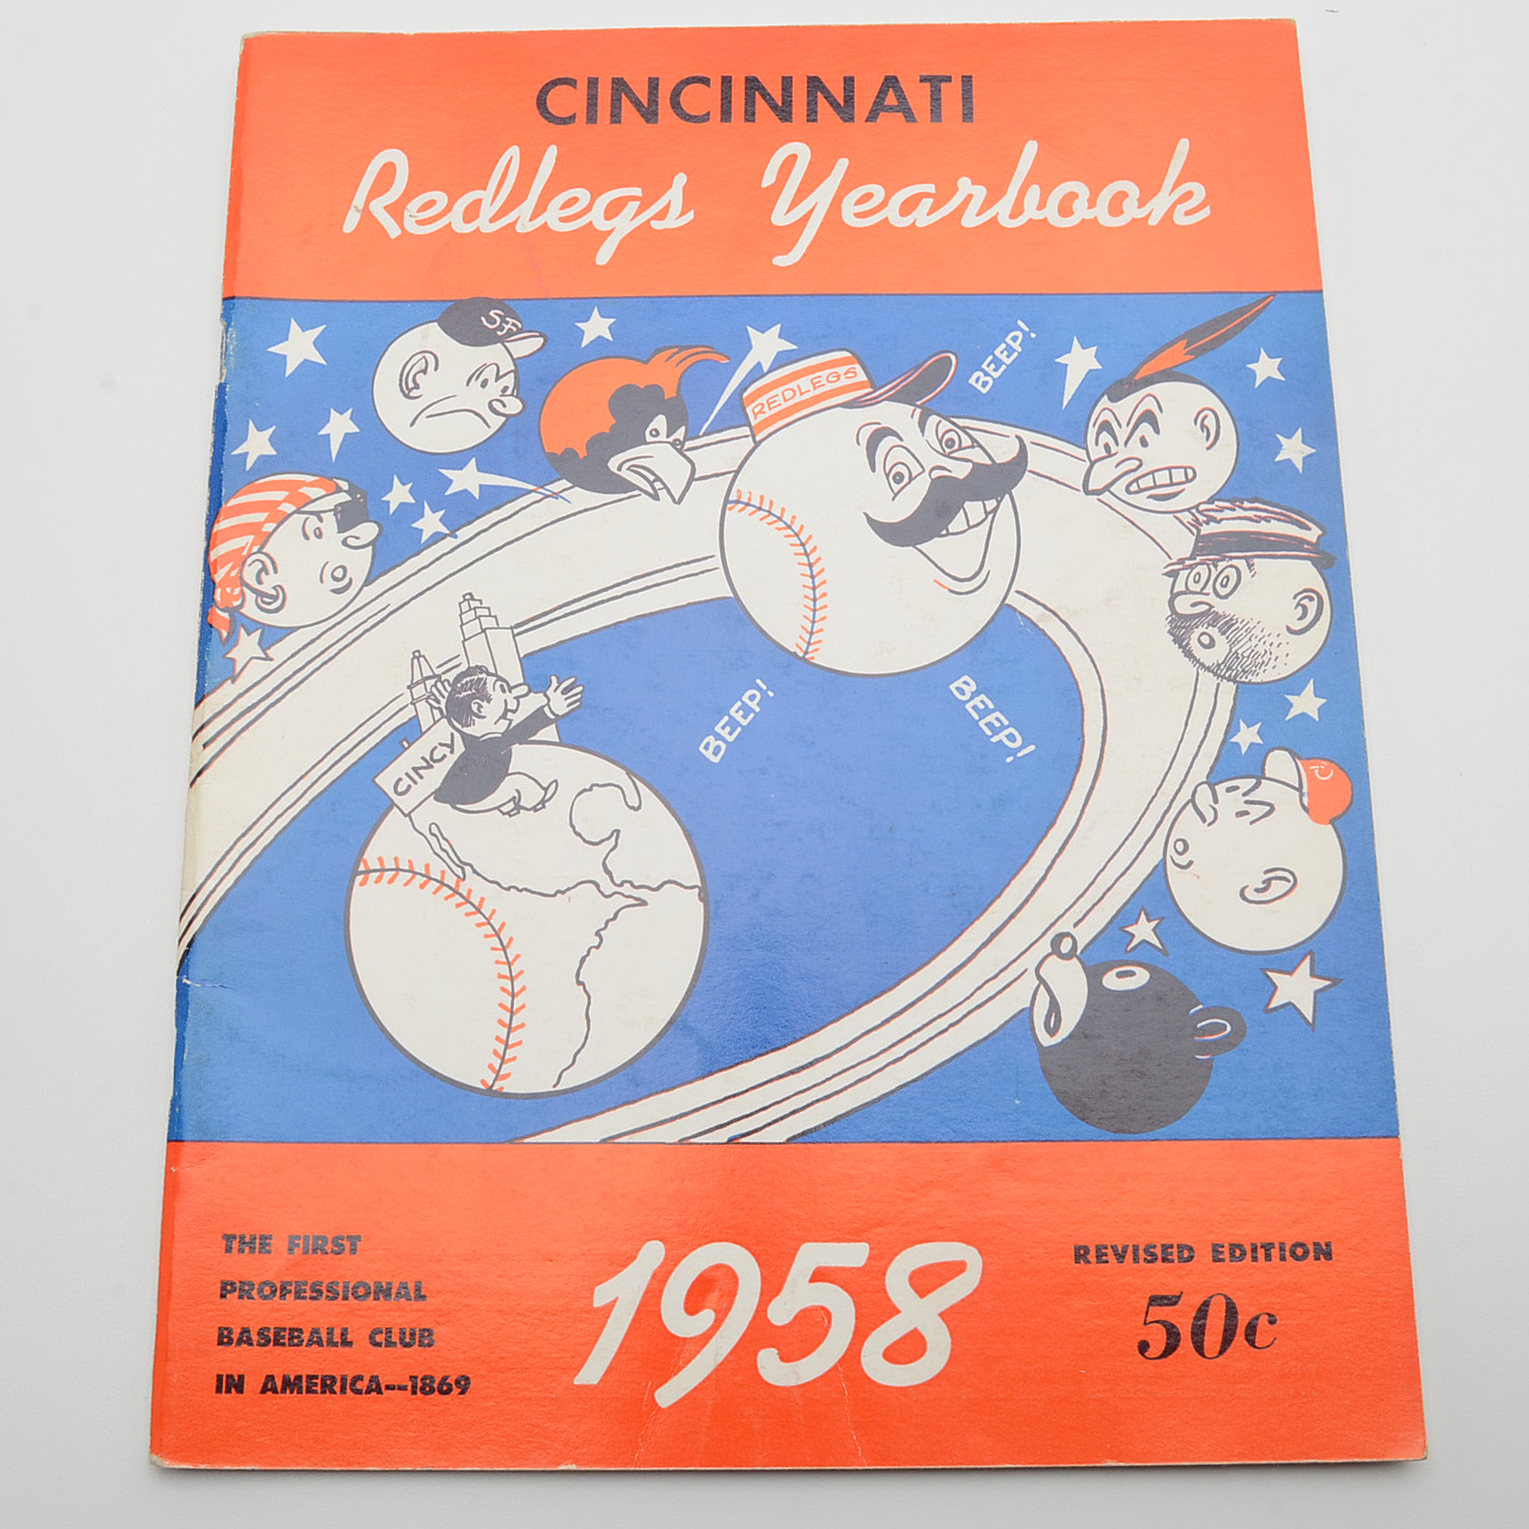 CINCINNATI
Redlegs Yearbook
SF
REDLEGS
BEEP!
BEEP!
BEEP!
CINCY
THE FIRST
PROFESSIONAL
BASEBALL CLUB
IN AMERICA--1869
1958
REVISED EDITION
50c